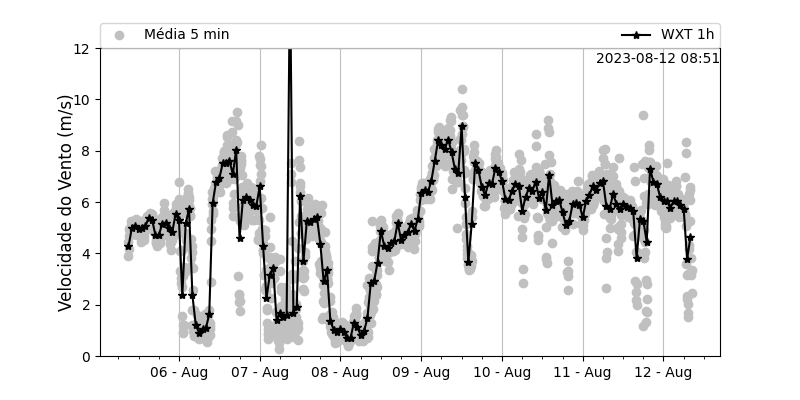 Média 5 min
WXT 1h
2023-08-12 08:51
Velocidade do Vento (m/s)
12
10
8
6
4
2
0
06 - Aug
07 - Aug
08 - Aug
09 - Aug
10 - Aug
11 - Aug
12 - Aug